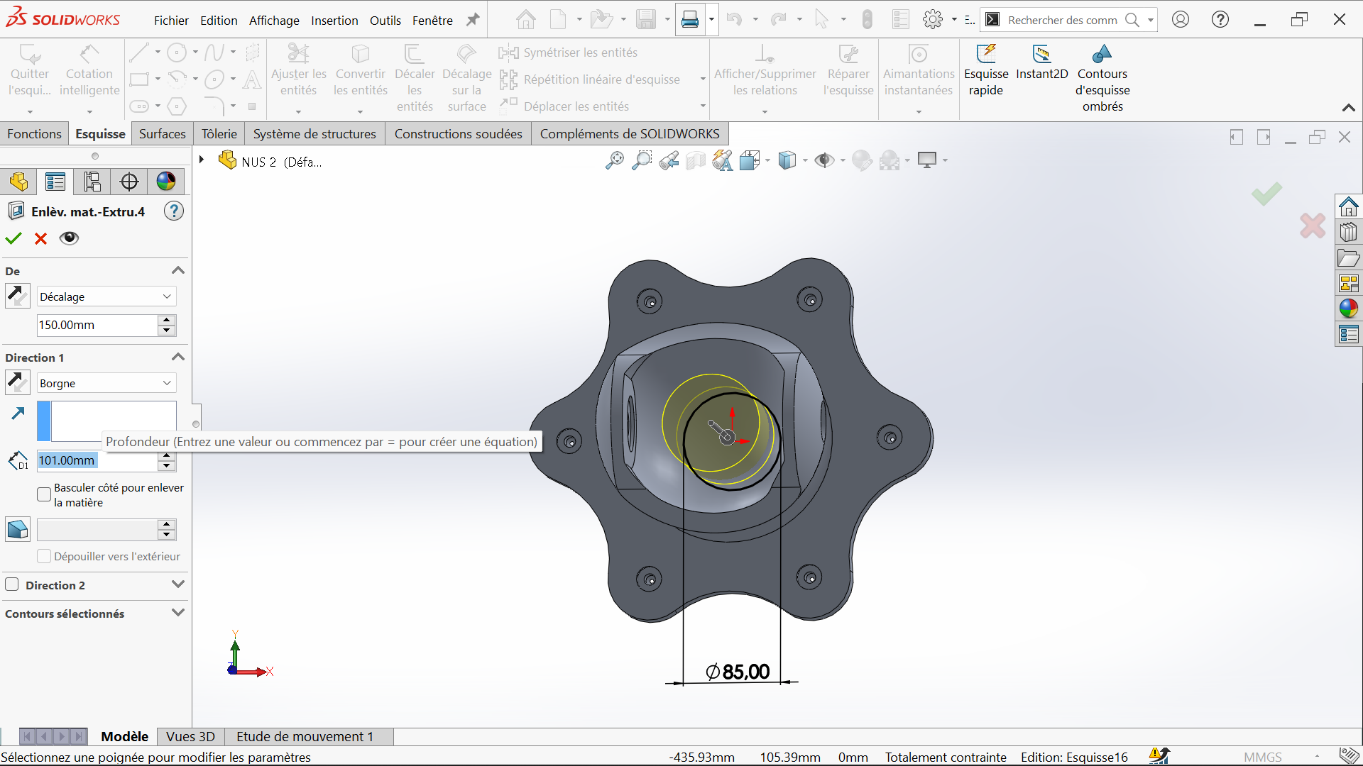 SOLIDWORKS Fichier Edition Affichage Insertion Outils Fenêtre E... Rechercher des comm
Quitter l'esqui...
Cotation intelligente
Ajuster les entités
Convertir les entités
Décaler les entités
Décalage sur la surface
Symétriser les entités
Répétition linéaire d'esquisse
Déplacer les entités
Afficher/Supprimer les relations
Réparer l'esquisse
Aimantations instantanées
Esquisse rapide
Instant2D
Contours d'esquisse ombrés
Fonctions Esquisse Surfaces Tôlerie Système de structures Constructions soudées Compléments de SOLIDWORKS
NUS 2 (Défa...
Enlèv. mat.-Extru.4
De
Décalage
150.00mm
Direction 1
Borgne
Profondeur (Entrez une valeur ou commencez par = pour créer une équation)
D1 101.00mm
Basculer côté pour enlever
la matière
Dépouiller vers l'extérieur
Direction 2
Contours sélectionnés
Y
X
Z
Ø85,00
Modèle Vues 3D Etude de mouvement 1
Sélectionnez une poignée pour modifier les paramètres -435.93mm 105.39mm 0mm Totalement contrainte Edition: Esquisse16 MMGS -